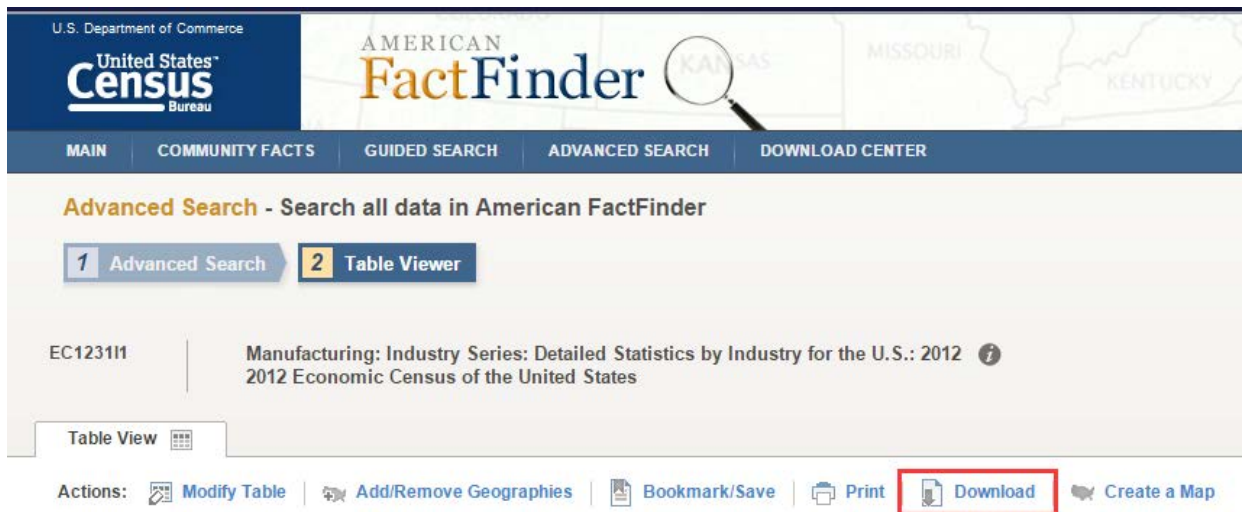 U.S. Department of Commerce
United States™
Census
Bureau
AMERICAN
FactFinder
KANSAS
MISSOURI
KENTUCKY
MAIN COMMUNITY FACTS GUIDED SEARCH ADVANCED SEARCH DOWNLOAD CENTER
Advanced Search - Search all data in American FactFinder
1 Advanced Search 2 Table Viewer
EC1231I1 Manufacturing: Industry Series: Detailed Statistics by Industry for the U.S.: 2012
2012 Economic Census of the United States
Table View
Actions: Modify Table Add/Remove Geographies Bookmark/Save Print Download Create a Map